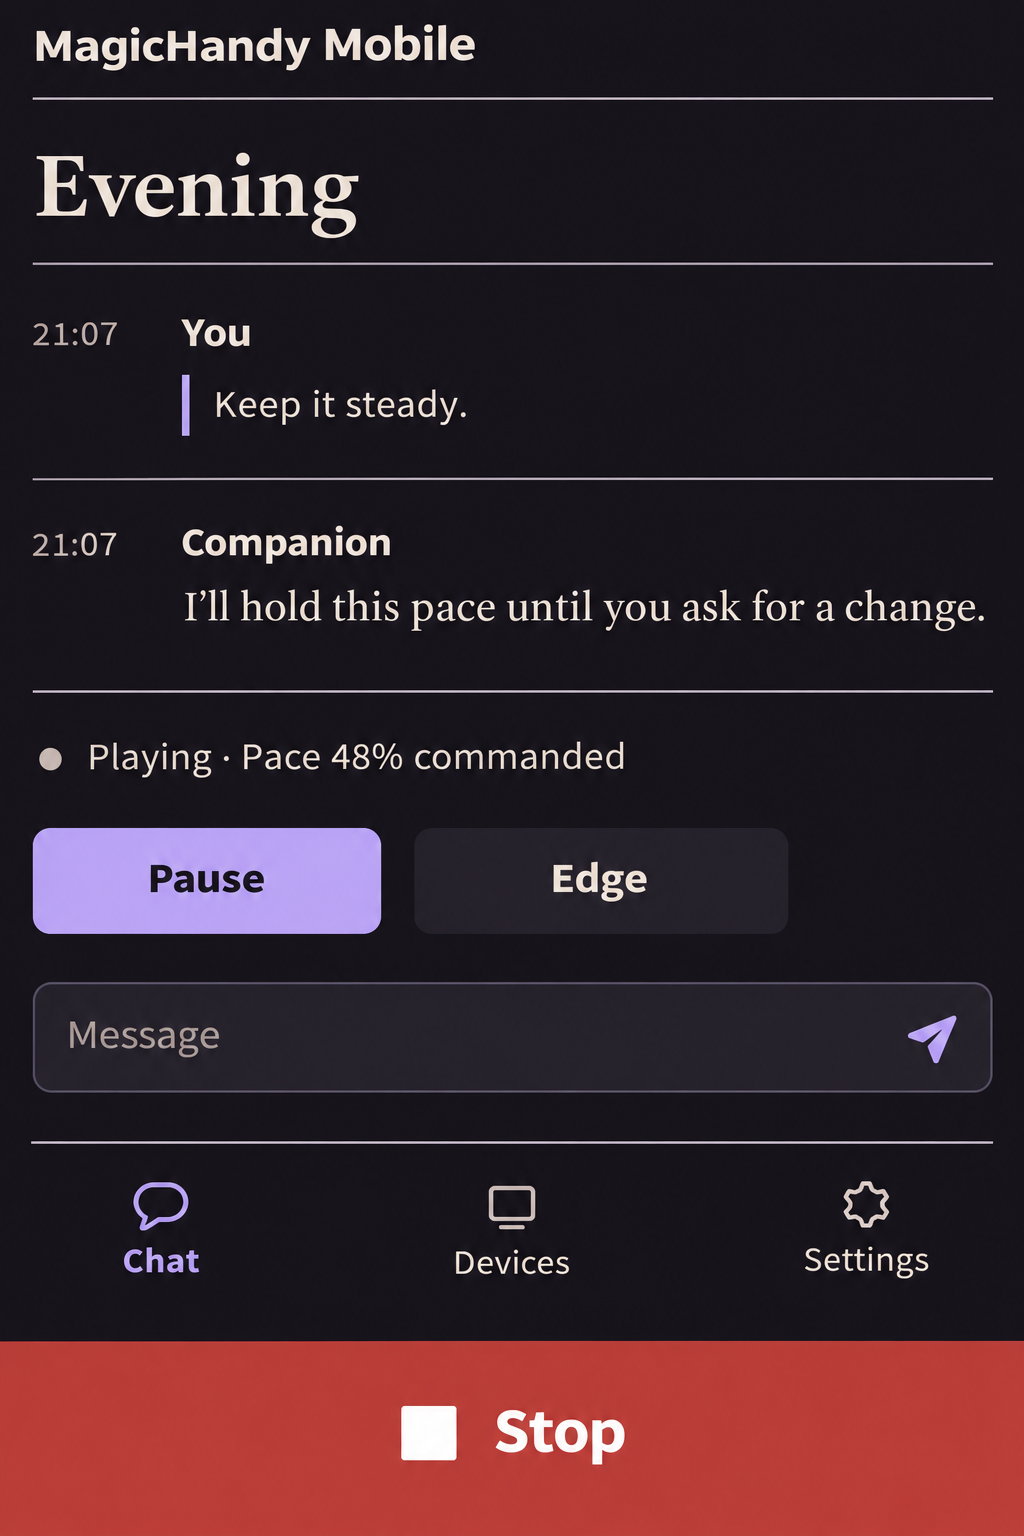 MagicHandy Mobile
Evening
21:07 You
Keep it steady.
21:07 Companion
I’ll hold this pace until you ask for a change.
Playing · Pace 48% commanded
Pause Edge
Message
Chat Devices Settings
Stop